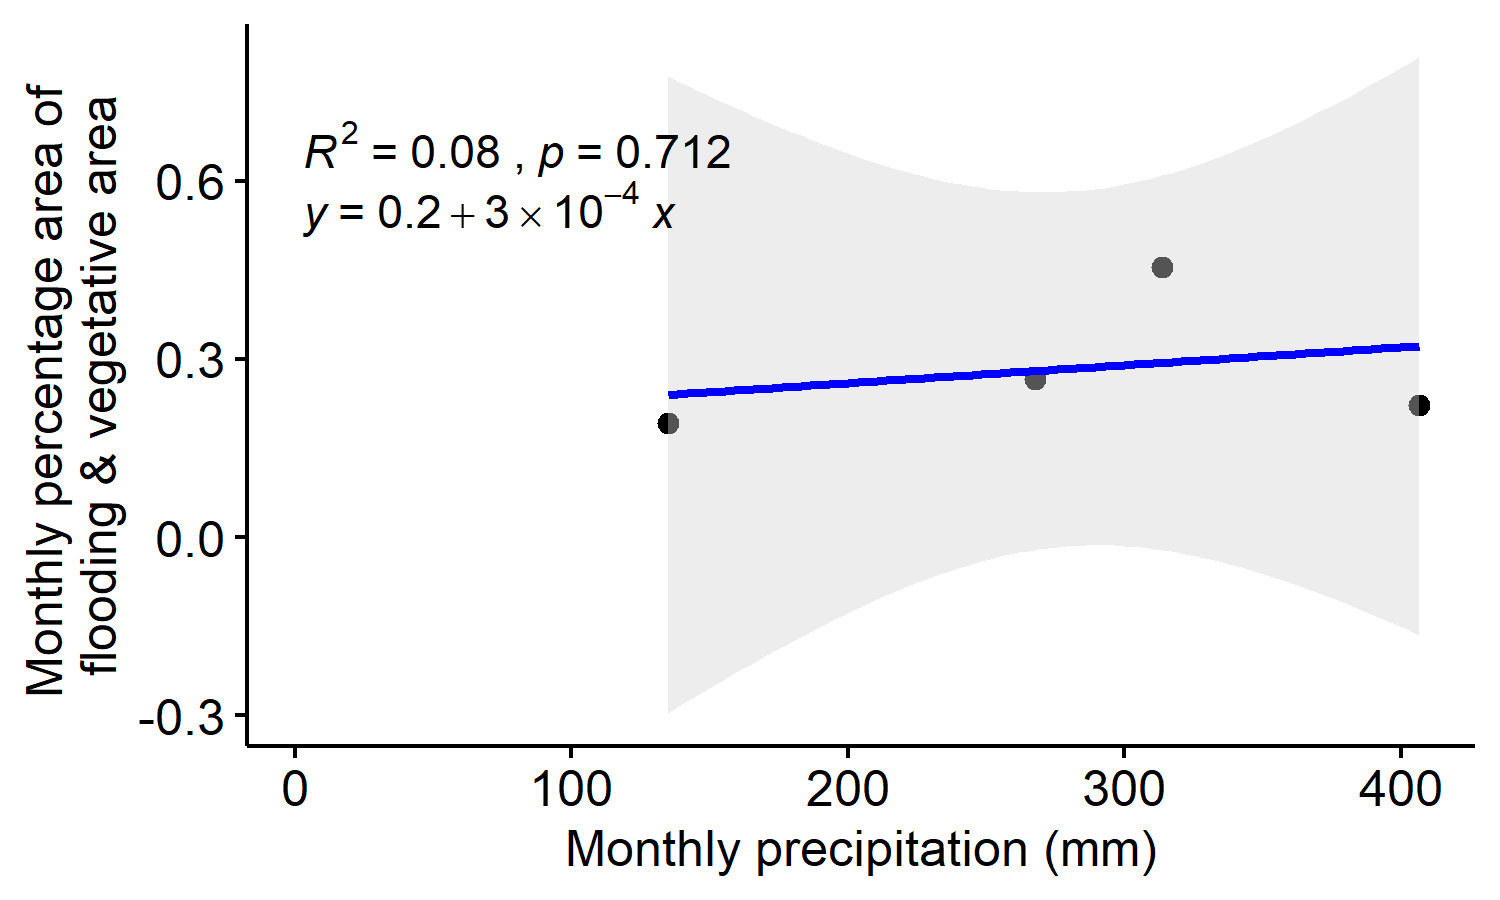 Monthly percentage area of
flooding & vegetative area
R² = 0.08 , p = 0.712
y = 0.2 + 3 × 10⁻⁴ x
0.6
0.3
0.0
-0.3
0 100 200 300 400
Monthly precipitation (mm)